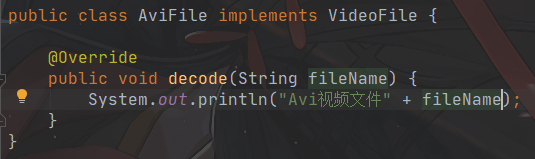 public class AviFile implements VideoFile {
@Override
public void decode(String fileName) {
System.out.println("Avi视频文件" + fileName);
}
}